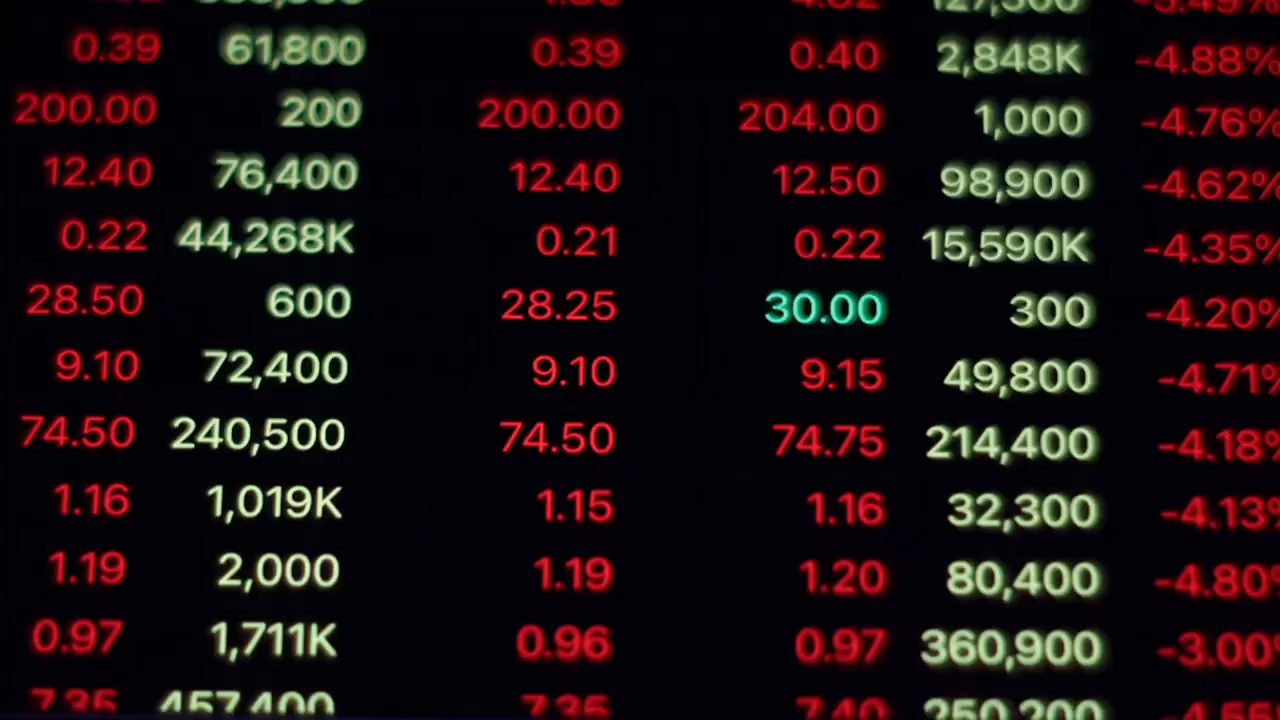 0.39 61,800 0.39 0.40 2,848K -4.88%
200.00 200 200.00 204.00 1,000 -4.76%
12.40 76,400 12.40 12.50 98,900 -4.62%
0.22 44,268K 0.21 0.22 15,590K -4.35%
28.50 600 28.25 30.00 300 -4.20%
9.10 72,400 9.10 9.15 49,800 -4.71%
74.50 240,500 74.50 74.75 214,400 -4.18%
1.16 1,019K 1.15 1.16 32,300 -4.13%
1.19 2,000 1.19 1.20 80,400 -4.80%
0.97 1,711K 0.96 0.97 360,900 -3.00%
7.35 457,400 7.35 7.40 250,200